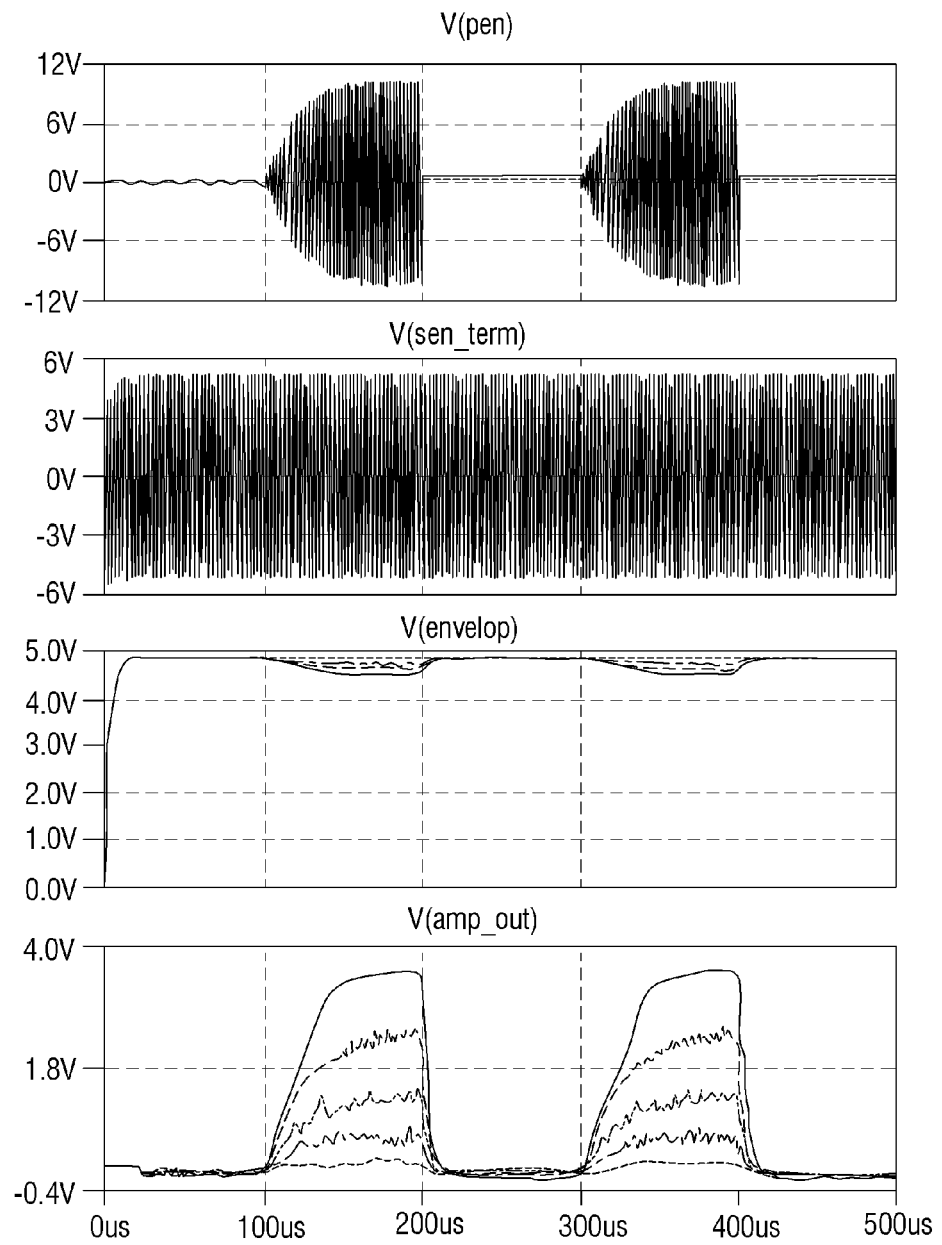 V(pen)
12V
6V
0V
-6V
-12V
V(sen_term)
6V
3V
0V
-3V
-6V
V(envelop)
5.0V
4.0V
3.0V
2.0V
1.0V
0.0V
V(amp_out)
4.0V
1.8V
-0.4V
0us 100us 200us 300us 400us 500us